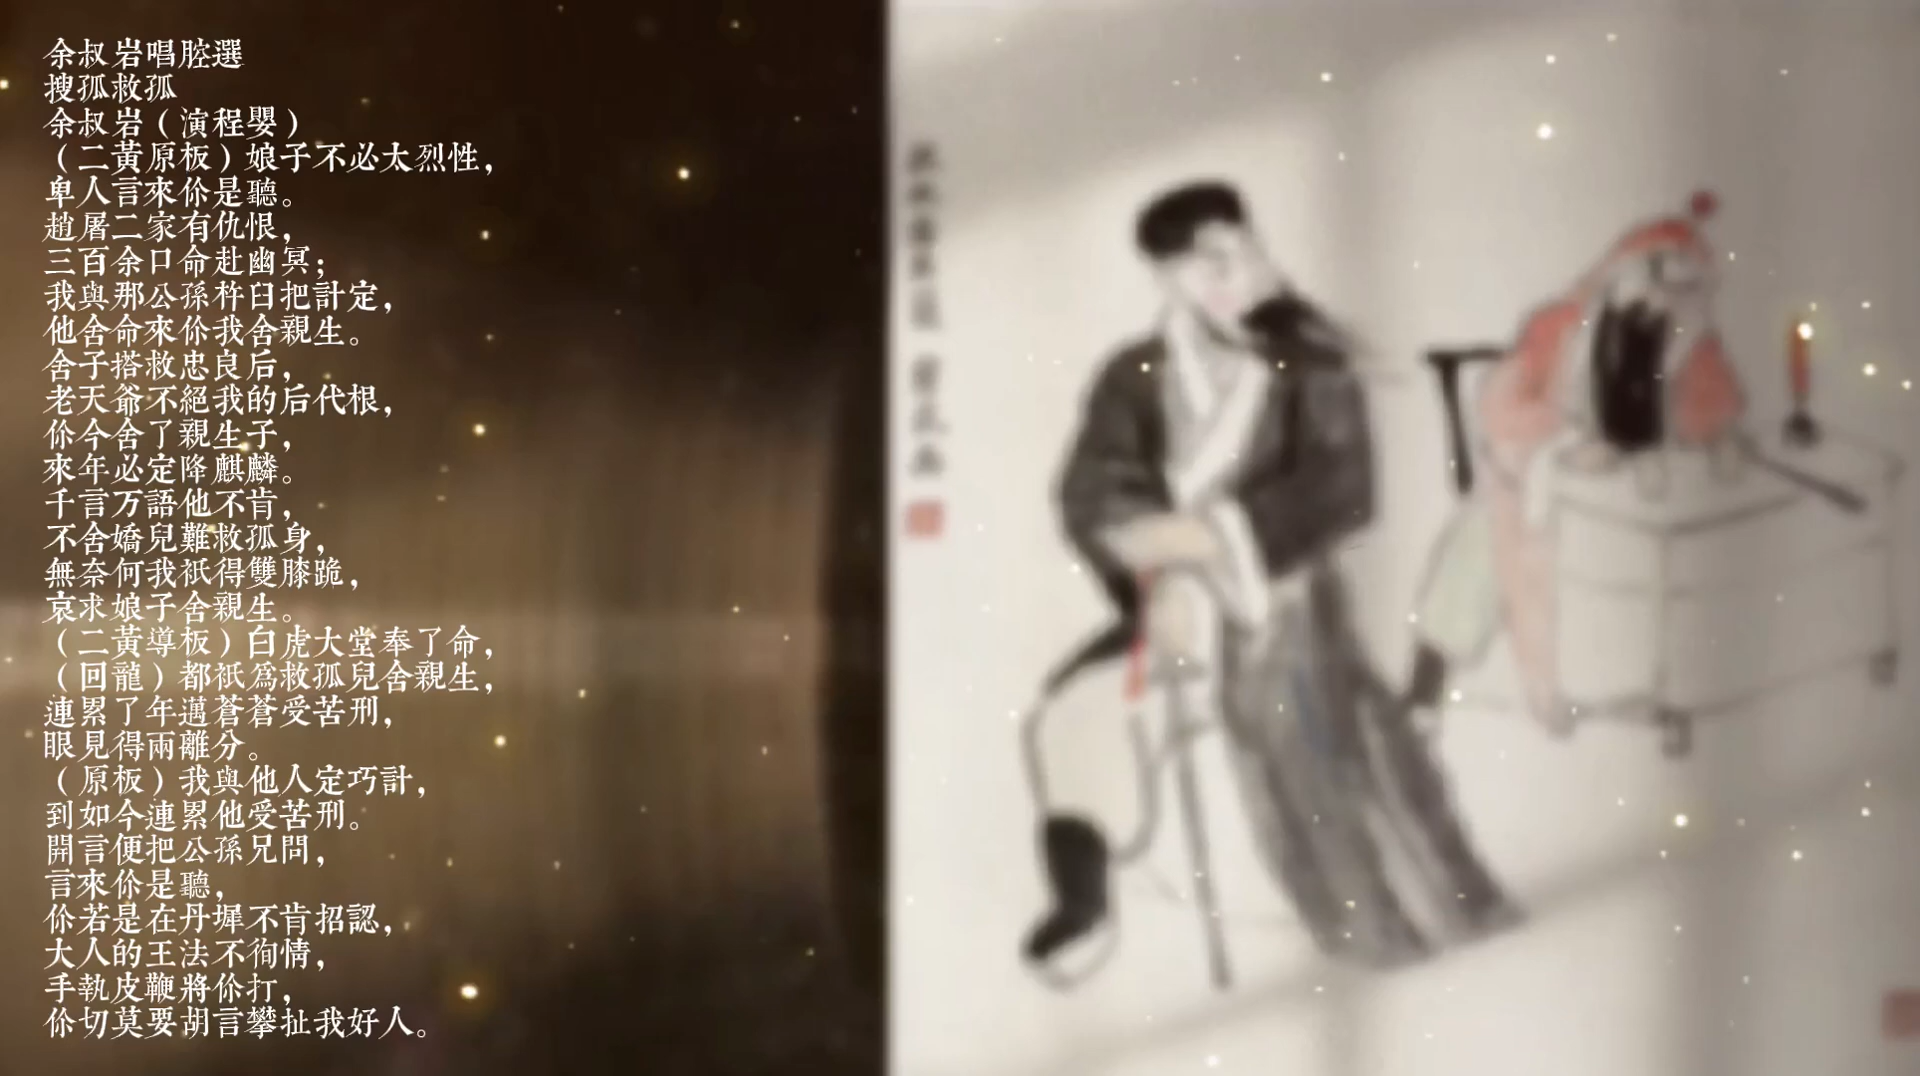 余叔岩唱腔選
搜孤救孤
余叔岩（演程嬰）
（二黃原板）娘子不必太烈性，
卑人言來你是聽。
趙屠二家有仇恨，
三百余口命赴幽冥；
我與那公孫杵臼把計定，
他舍命來你我舍親生。
舍子搭救忠良后，
老天爺不絕我的后代根，
你今舍了親生子，
來年必定降麒麟。
千言万語他不肯，
不舍嬌兒難救孤身，
無奈何我祇得雙膝跪，
哀求娘子舍親生。
（二黃導板）白虎大堂奉了命，
（回龍）都祇爲救孤兒舍親生，
連累了年邁蒼蒼受苦刑，
眼見得兩離分。
（原板）我與他人定巧計，
到如今連累他受苦刑。
開言便把公孫兄問，
言來你是聽，
你若是在丹墀不肯招認，
大人的王法不徇情，
手執皮鞭將你打，
你切莫要胡言攀扯我好人。